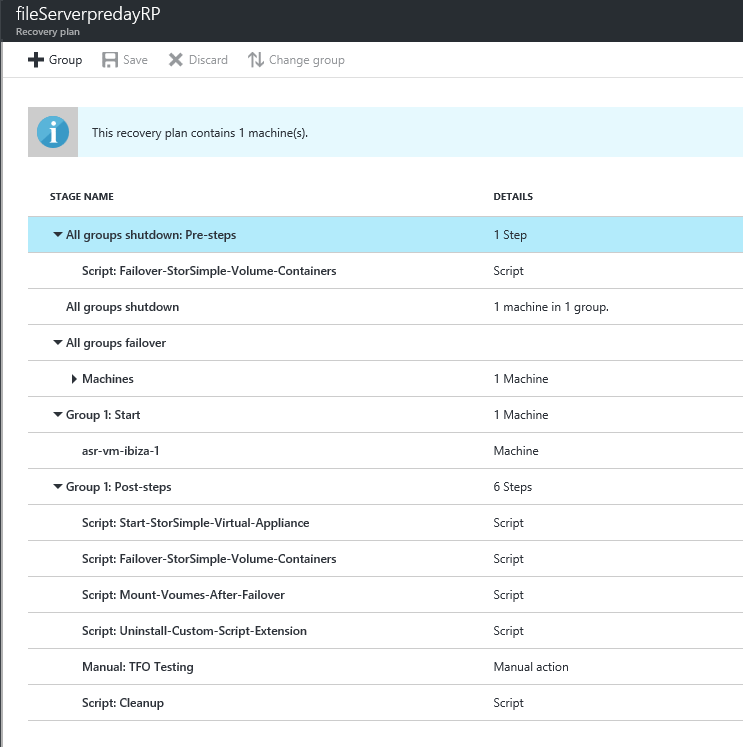 fileServerpredayRP
Recovery plan
Group Save Discard Change group
This recovery plan contains 1 machine(s).
STAGE NAME DETAILS
All groups shutdown: Pre-steps 1 Step
Script: Failover-StorSimple-Volume-Containers Script
All groups shutdown 1 machine in 1 group.
All groups failover
Machines 1 Machine
Group 1: Start 1 Machine
asr-vm-ibiza-1 Machine
Group 1: Post-steps 6 Steps
Script: Start-StorSimple-Virtual-Appliance Script
Script: Failover-StorSimple-Volume-Containers Script
Script: Mount-Voumes-After-Failover Script
Script: Uninstall-Custom-Script-Extension Script
Manual: TFO Testing Manual action
Script: Cleanup Script